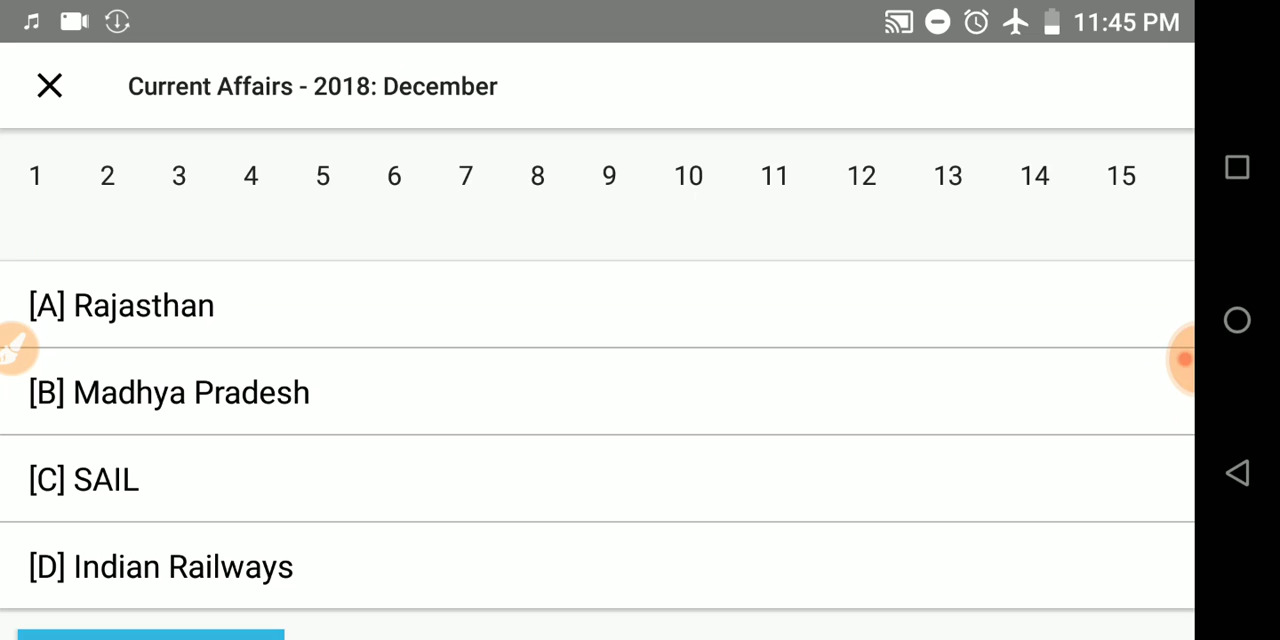 11:45 PM
Current Affairs - 2018: December
1 2 3 4 5 6 7 8 9 10 11 12 13 14 15
[A] Rajasthan
[B] Madhya Pradesh
[C] SAIL
[D] Indian Railways